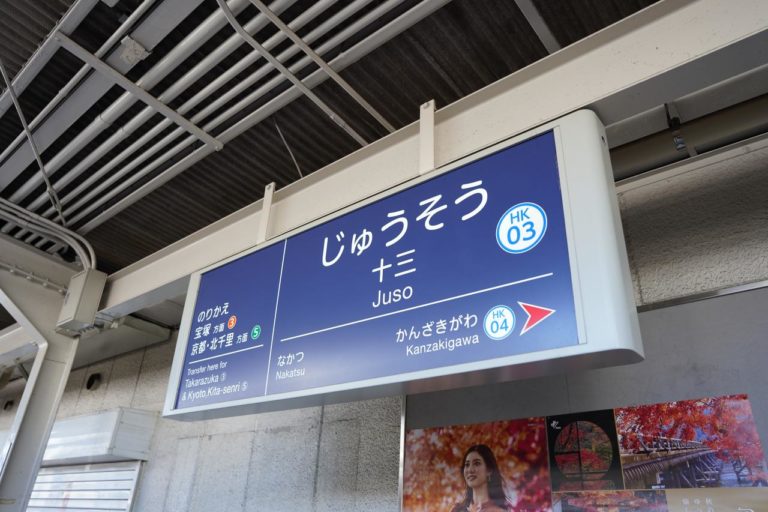 のりかえ
宝塚 方面 3
京都・北千里 方面 5
Transfer here for
Takarazuka ③
& Kyoto,Kita-senri ⑤
じゅうそう
十三
Juso
HK
03
なかつ
Nakatsu
かんざきがわ
Kanzakigawa
HK
04